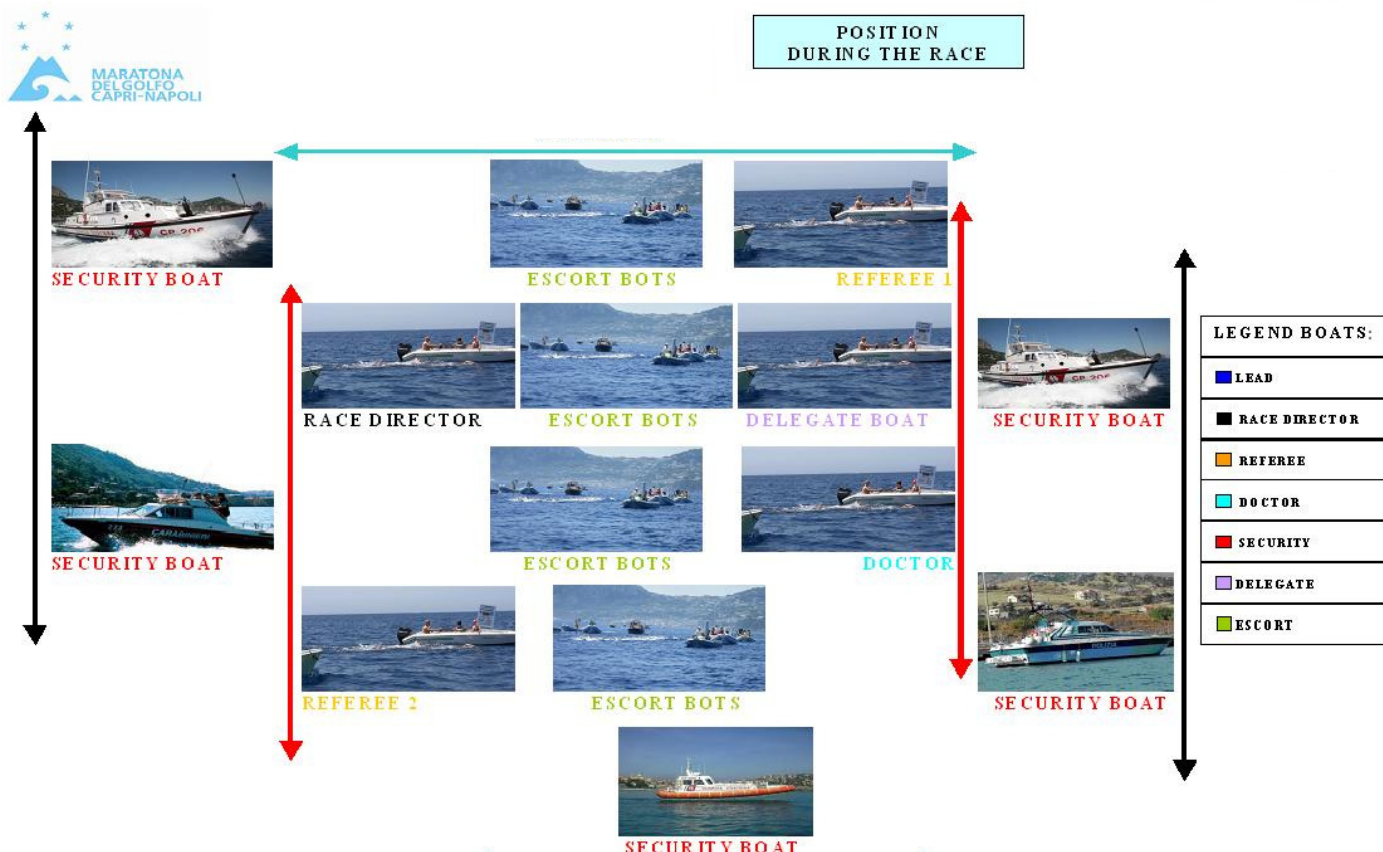 POSITION
DURING THE RACE
MARATONA
DEL GOLFO
CAPRI-NAPOLI
SECURITY BOAT
ESCORT BOTS
REFEREE 1
RACE DIRECTOR
ESCORT BOTS
DELEGATE BOAT
SECURITY BOAT
SECURITY BOAT
ESCORT BOTS
DOCTOR
REFEREE 2
ESCORT BOTS
SECURITY BOAT
SECURITY BOAT
LEGEND BOATS:
LEAD
RACE DIRECTOR
REFEREE
DOCTOR
SECURITY
DELEGATE
ESCORT
CARABINIERI